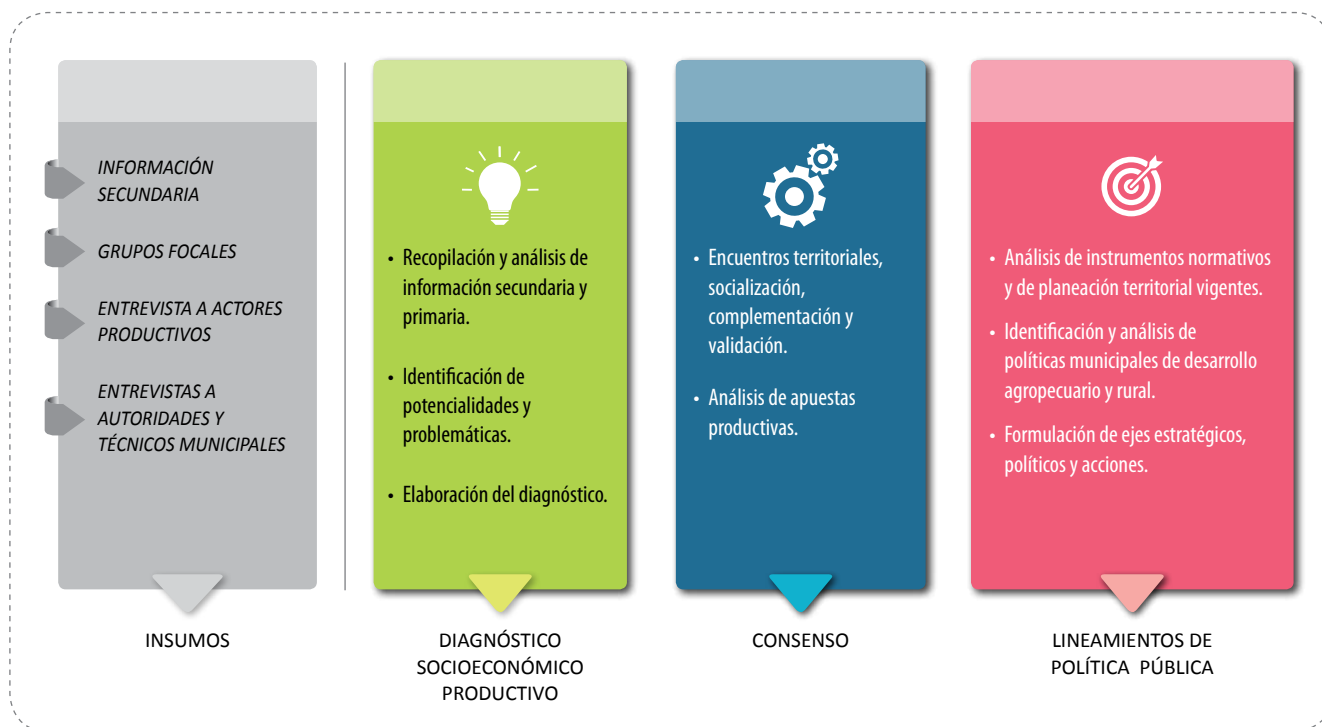 INFORMACIÓN
SECUNDARIA
GRUPOS FOCALES
ENTREVISTA A ACTORES
PRODUCTIVOS
ENTREVISTAS A
AUTORIDADES Y
TÉCNICOS MUNICIPALES
INSUMOS
• Recopilación y análisis de
información secundaria y
primaria.
• Identificación de
potencialidades y
problemáticas.
• Elaboración del diagnóstico.
DIAGNÓSTICO
SOCIOECONÓMICO
PRODUCTIVO
• Encuentros territoriales,
socialización,
complementación y
validación.
• Análisis de apuestas
productivas.
CONSENSO
• Análisis de instrumentos normativos
y de planeación territorial vigentes.
• Identificación y análisis de
políticas municipales de desarrollo
agropecuario y rural.
• Formulación de ejes estratégicos,
políticos y acciones.
LINEAMIENTOS DE
POLÍTICA PÚBLICA